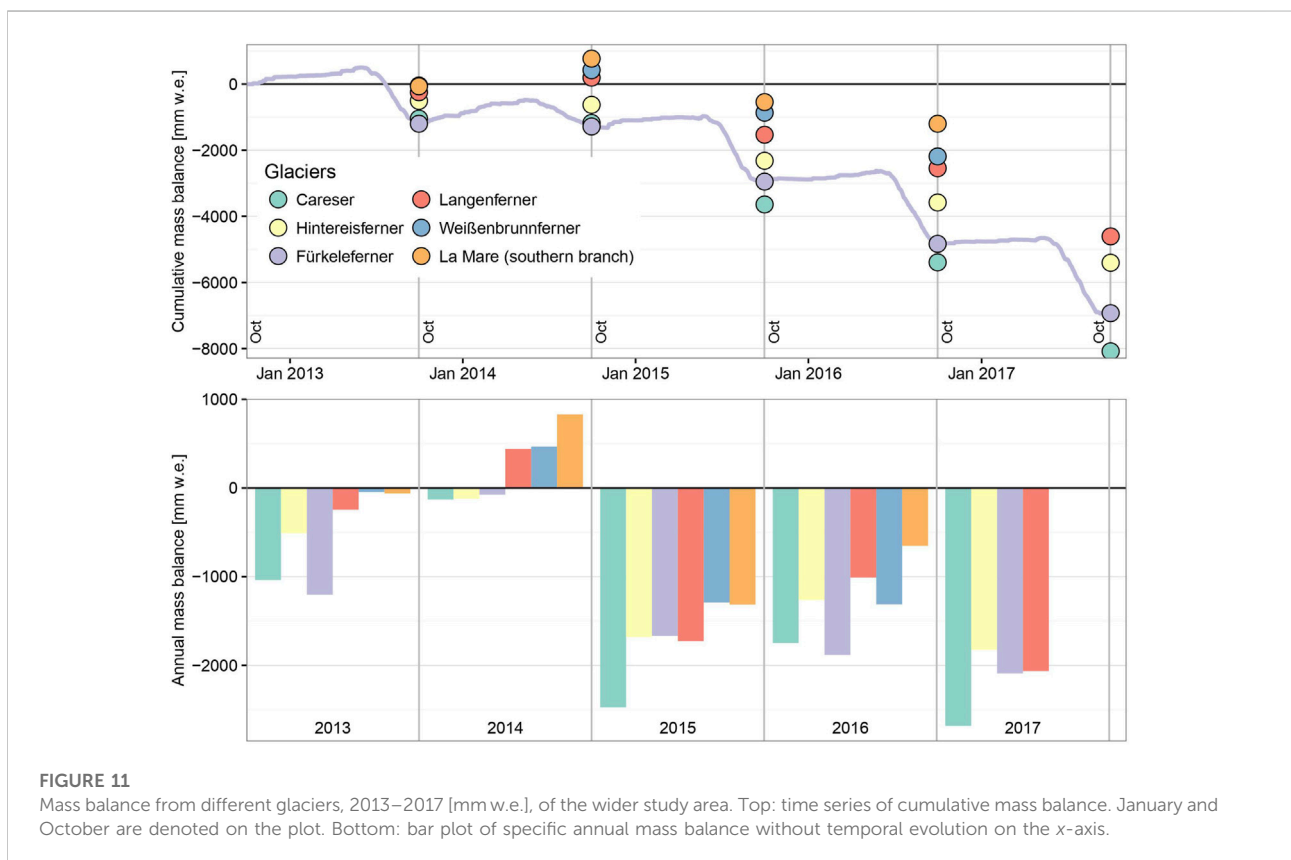 Cumulative mass balance [mm w.e.]
0
−2000
−4000
−6000
−8000
Glaciers
Careser
Hintereisferner
Fürkeleferner
Langenferner
Weißenbrunnferner
La Mare (southern branch)
Oct
Oct
Oct
Oct
Oct
Oct
Jan 2013
Jan 2014
Jan 2015
Jan 2016
Jan 2017
Annual mass balance [mm w.e.]
1000
0
−1000
−2000
2013
2014
2015
2016
2017
FIGURE 11
Mass balance from different glaciers, 2013–2017 [mm w.e.], of the wider study area. Top: time series of cumulative mass balance. January and
October are denoted on the plot. Bottom: bar plot of specific annual mass balance without temporal evolution on the x-axis.